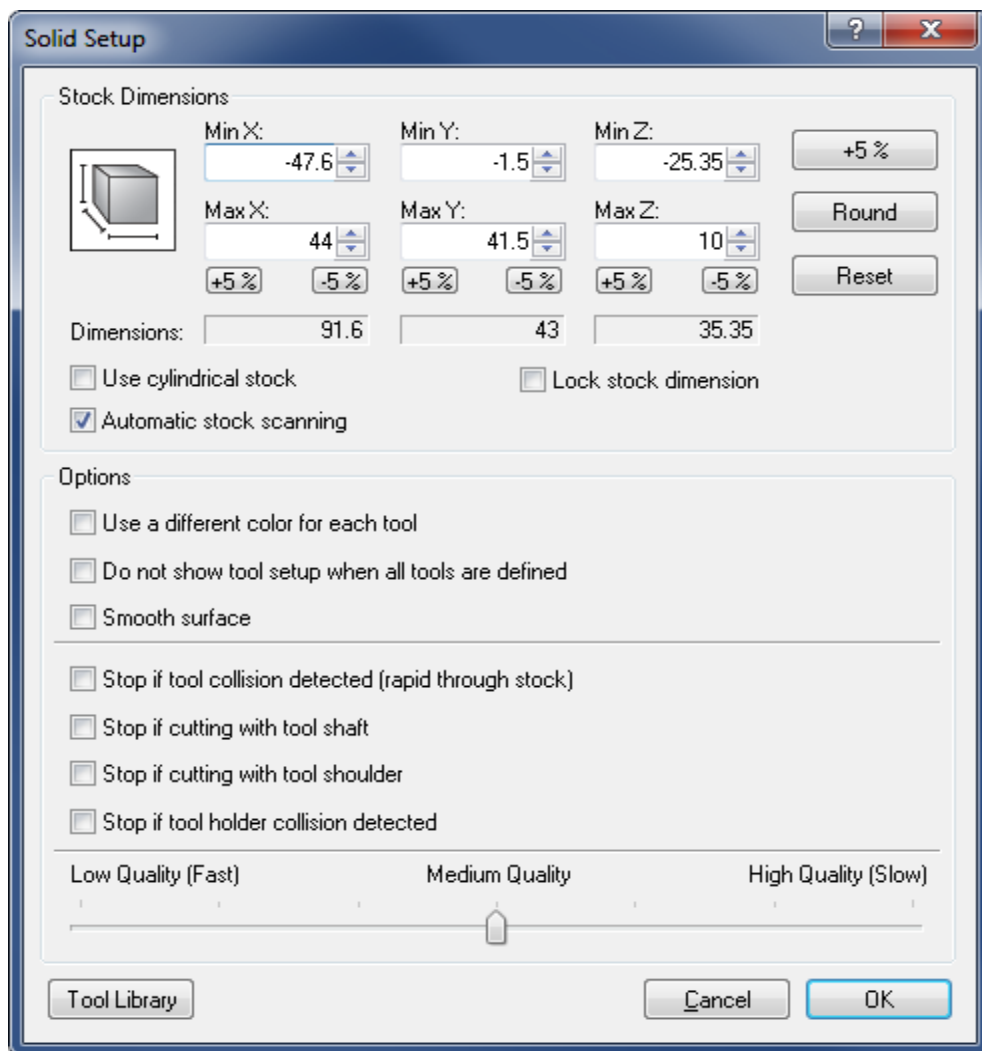 Solid Setup
?
X
Stock Dimensions
Min X: Min Y: Min Z:
-47.6 -1.5 -25.35
+5 %
Max X: Max Y: Max Z:
44 41.5 10
Round
+5 % -5 % +5 % -5 % +5 % -5 %
Reset
Dimensions: 91.6 43 35.35
Use cylindrical stock Lock stock dimension
Automatic stock scanning
Options
Use a different color for each tool
Do not show tool setup when all tools are defined
Smooth surface
Stop if tool collision detected (rapid through stock)
Stop if cutting with tool shaft
Stop if cutting with tool shoulder
Stop if tool holder collision detected
Low Quality (Fast) Medium Quality High Quality (Slow)
Tool Library Cancel OK